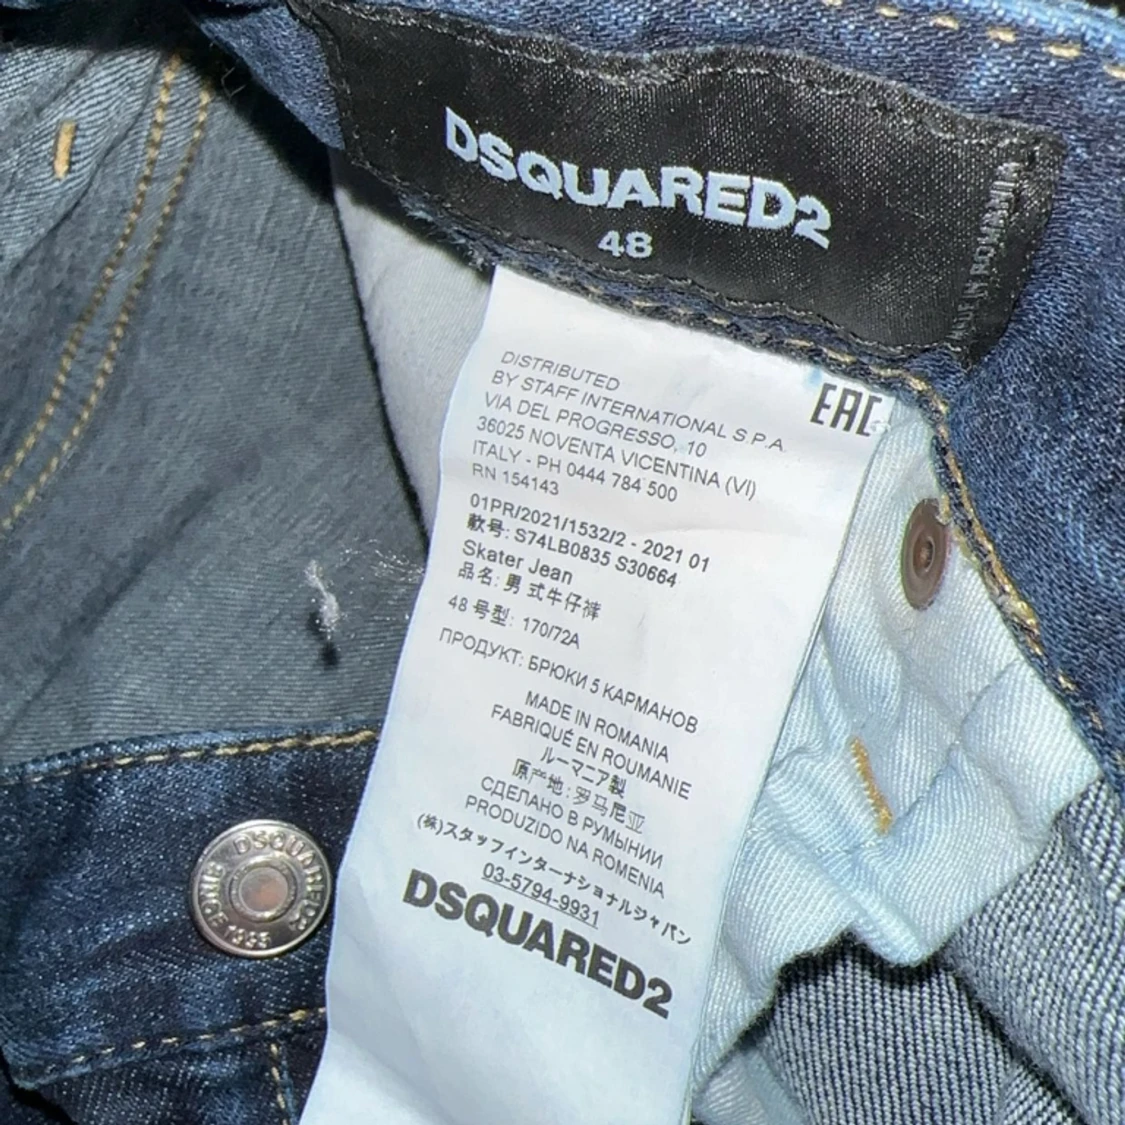 DSQUARED2
48
MADE IN ROMANIA
DISTRIBUTED
BY STAFF INTERNATIONAL S.P.A.
VIA DEL PROGRESSO, 10
36025 NOVENTA VICENTINA (VI)
ITALY - PH 0444 784 500
RN 154143
EAC
01PR/2021/1532/2 - 2021 01
款号: S74LB0835 S30664
Skater Jean
品名: 男式牛仔裤
48 号型: 170/72A
ПРОДУКТ: БРЮКИ 5 КАРМАНОВ
MADE IN ROMANIA
FABRIQUÉ EN ROUMANIE
ルーマニア製
原产地: 罗马尼亚
СДЕЛАНО В РУМЫНИИ
PRODUZIDO NA ROMENIA
(株)スタッフインターナショナルジャパン
03-5794-9931
DSQUARED2
DSQUARED2
1995